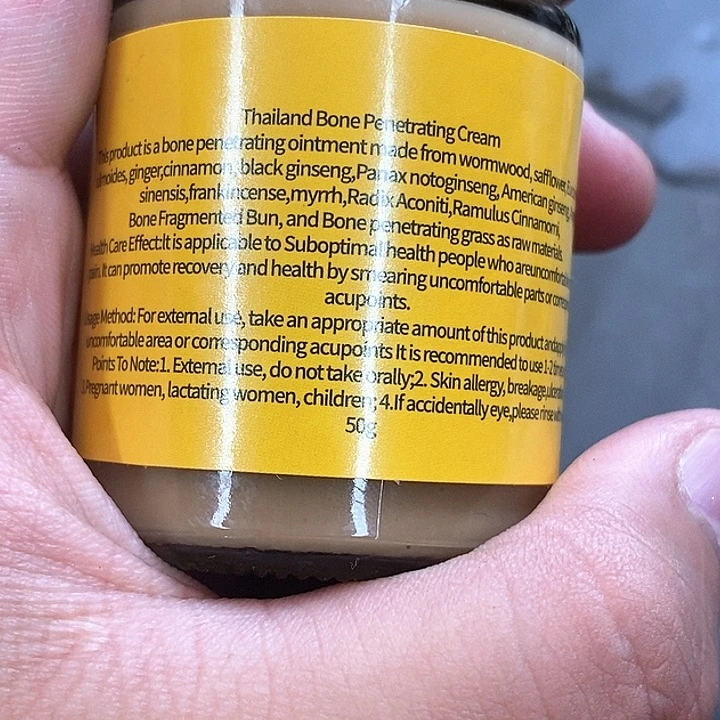 Thailand Bone Penetrating Cream
This product is a bone penetrating ointment made from wormwood, safflower,
ginger,cinnamon, black ginseng,Panax notoginseng, American ginseng,
sinensis,frankincense,myrrh,Radix Aconiti,Ramulus Cinnamomi,
Bone Fragmented Bun, and Bone penetrating grass as raw materials.
Health Care Effect:It is applicable to Suboptimal health people who are
pain. It can promote recovery and health by smearing uncomfortable parts or
acupoints.
Usage Method: For external use, take an appropriate amount of this product and
uncomfortable area or corresponding acupoints It is recommended to use 1-2
Points To Note:1. External use, do not take orally;2. Skin allergy, breakage,
3.Pregnant women, lactating women, children; 4.If accidentally eye,please rinse
50g